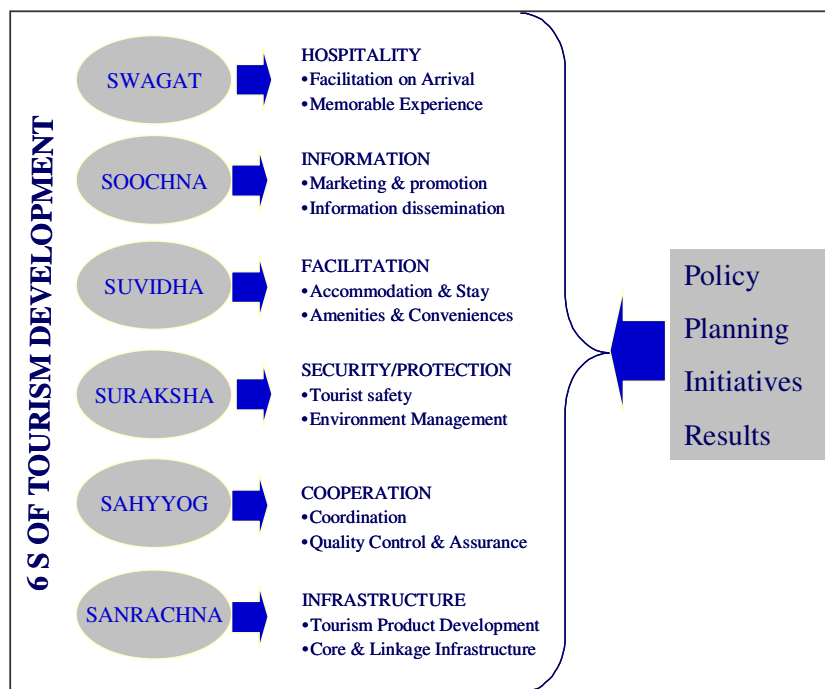 6 S OF TOURISM DEVELOPMENT
SWAGAT
HOSPITALITY
•Facilitation on Arrival
•Memorable Experience
SOOCHNA
INFORMATION
•Marketing & promotion
•Information dissemination
SUVIDHA
FACILITATION
•Accommodation & Stay
•Amenities & Conveniences
SURAKSHA
SECURITY/PROTECTION
•Tourist safety
•Environment Management
SAHYYOG
COOPERATION
•Coordination
•Quality Control & Assurance
SANRACHNA
INFRASTRUCTURE
•Tourism Product Development
•Core & Linkage Infrastructure
Policy
Planning
Initiatives
Results